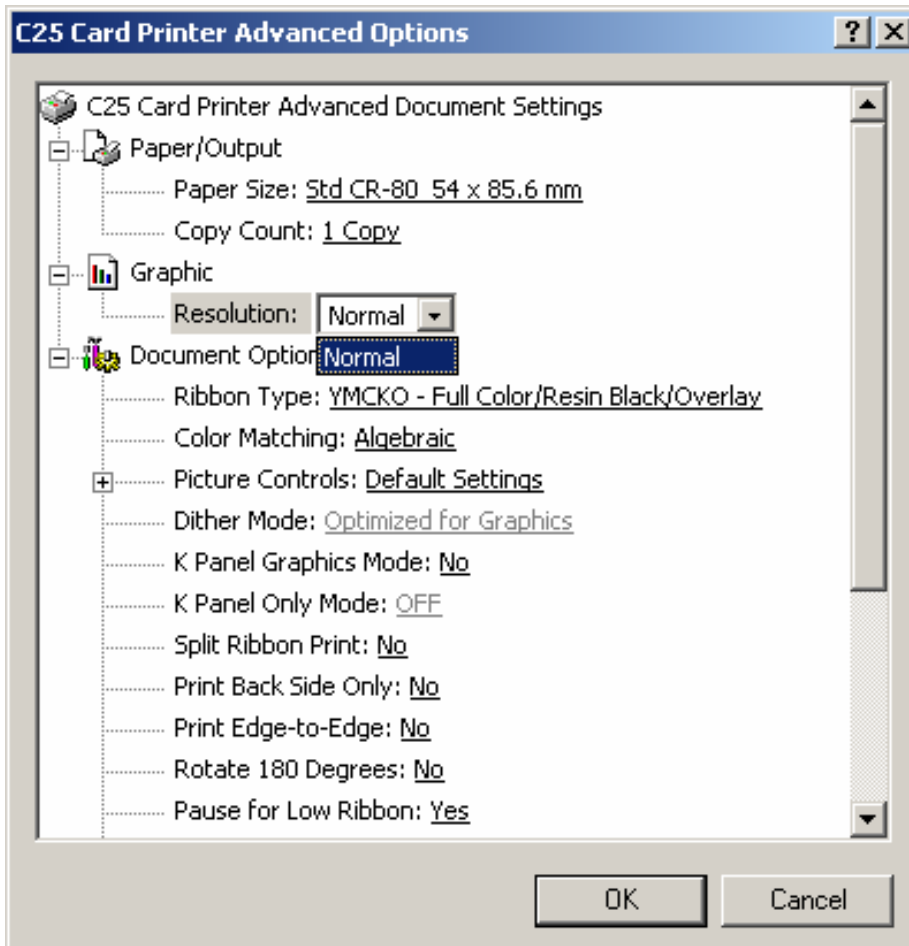 C25 Card Printer Advanced Options
C25 Card Printer Advanced Document Settings
Paper/Output
Paper Size: Std CR-80 54 x 85.6 mm
Copy Count: 1 Copy
Graphic
Resolution: Normal
Normal
Document Option
Ribbon Type: YMCKO - Full Color/Resin Black/Overlay
Color Matching: Algebraic
Picture Controls: Default Settings
Dither Mode: Optimized for Graphics
K Panel Graphics Mode: No
K Panel Only Mode: OFF
Split Ribbon Print: No
Print Back Side Only: No
Print Edge-to-Edge: No
Rotate 180 Degrees: No
Pause for Low Ribbon: Yes
OK Cancel